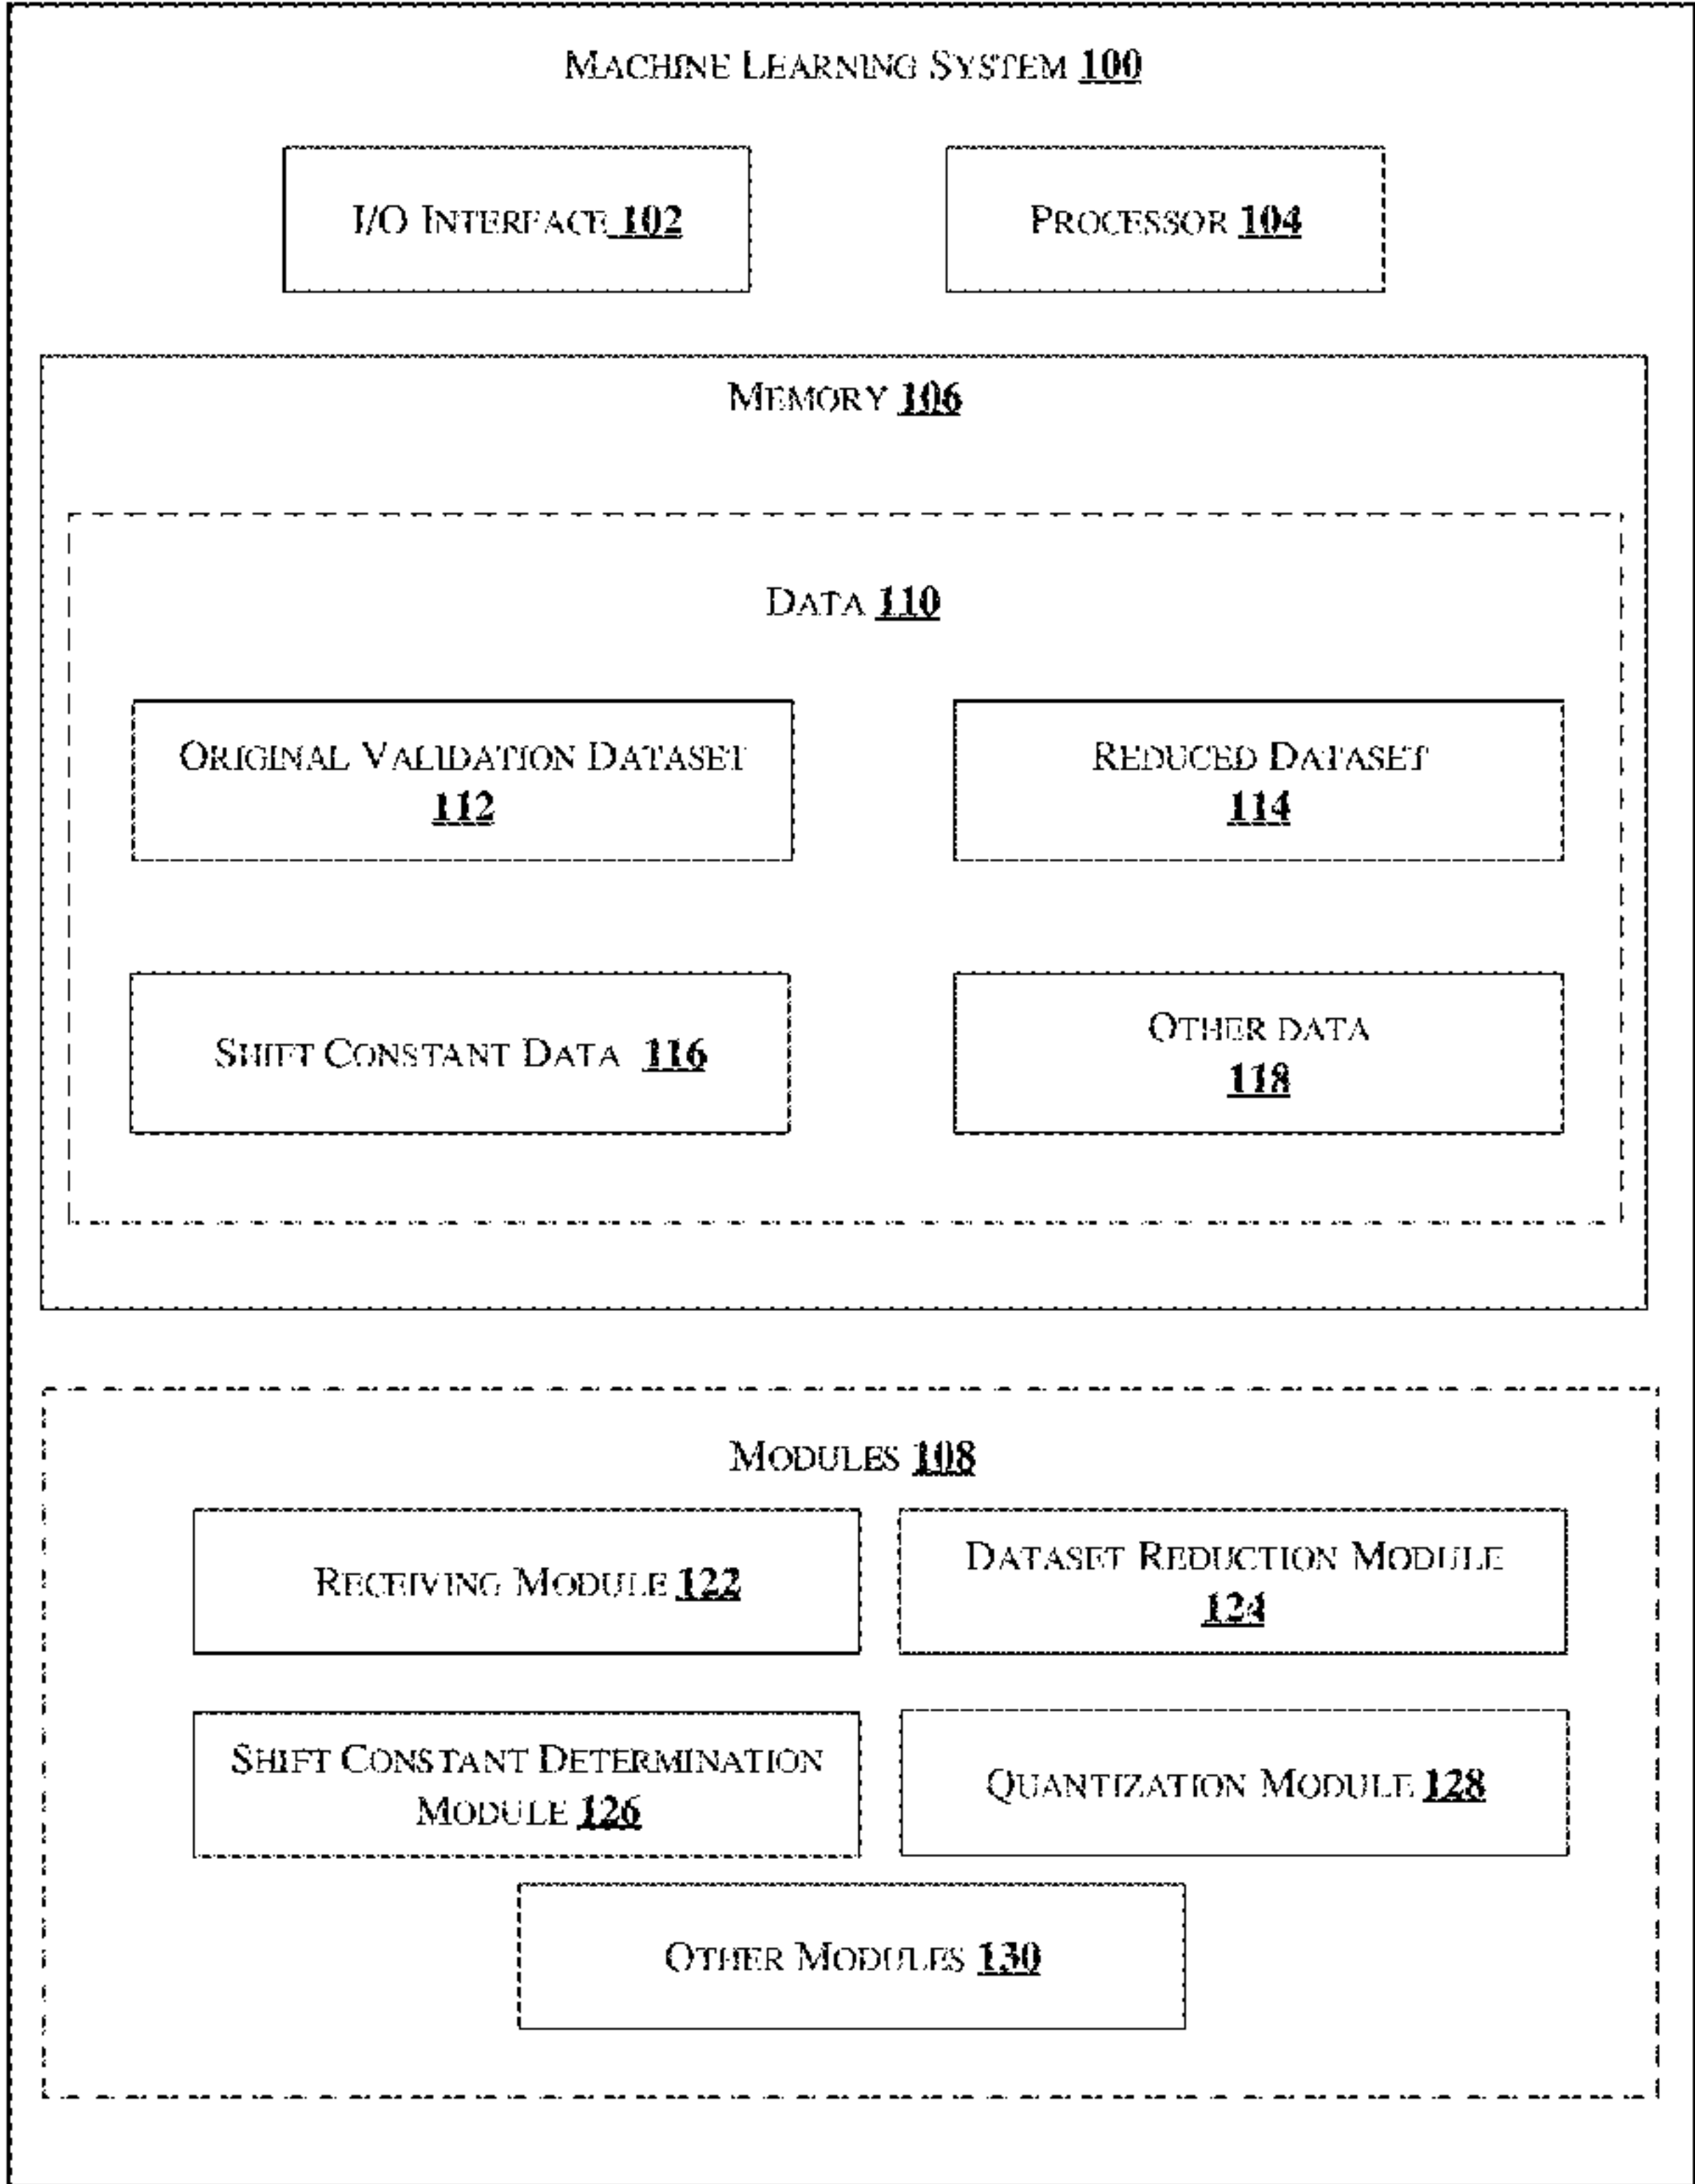 MACHINE LEARNING SYSTEM 100
I/O INTERFACE 102
PROCESSOR 104
MEMORY 106
DATA 110
ORIGINAL VALIDATION DATASET
112
REDUCED DATASET
114
SHIFT CONSTANT DATA 116
OTHER DATA
118
MODULES 108
RECEIVING MODULE 122
DATASET REDUCTION MODULE
124
SHIFT CONSTANT DETERMINATION
MODULE 126
QUANTIZATION MODULE 128
OTHER MODULES 130